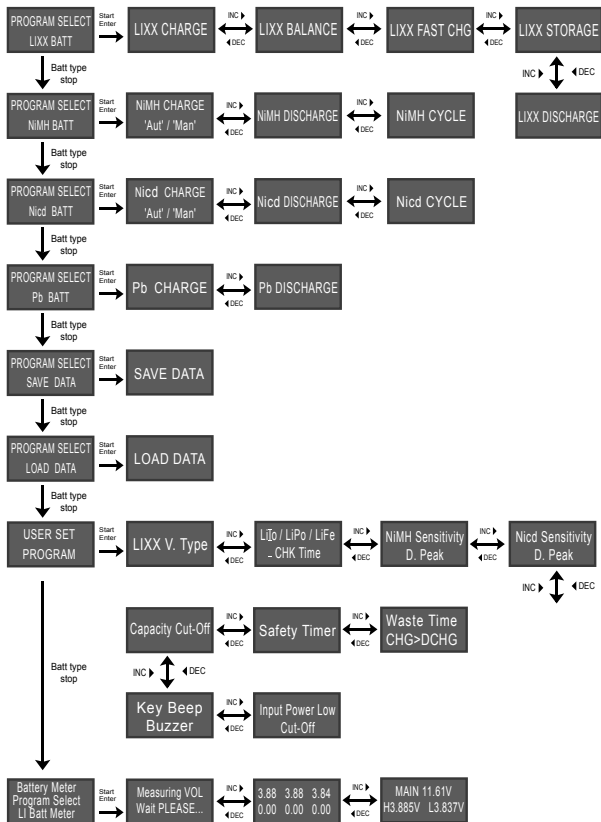 PROGRAM SELECT
LIXX BATT
Start
Enter
LIXX CHARGE
INC
DEC
LIXX BALANCE
INC
DEC
LIXX FAST CHG
INC
DEC
LIXX STORAGE
Batt type
stop
INC
DEC
PROGRAM SELECT
NiMH BATT
Start
Enter
NiMH CHARGE
'Aut' / 'Man'
INC
DEC
NiMH DISCHARGE
INC
DEC
NiMH CYCLE
LIXX DISCHARGE
Batt type
stop
PROGRAM SELECT
Nicd BATT
Start
Enter
Nicd CHARGE
'Aut' / 'Man'
INC
DEC
Nicd DISCHARGE
INC
DEC
Nicd CYCLE
Batt type
stop
PROGRAM SELECT
Pb BATT
Start
Enter
Pb CHARGE
INC
DEC
Pb DISCHARGE
Batt type
stop
PROGRAM SELECT
SAVE DATA
Start
Enter
SAVE DATA
Batt type
stop
PROGRAM SELECT
LOAD DATA
Start
Enter
LOAD DATA
Batt type
stop
USER SET
PROGRAM
Start
Enter
LIXX V. Type
INC
DEC
LiIo / LiPo / LiFe
CHK Time
INC
DEC
NiMH Sensitivity
D. Peak
INC
DEC
Nicd Sensitivity
D. Peak
INC
DEC
Capacity Cut-Off
INC
DEC
Safety Timer
INC
DEC
Waste Time
CHG>DCHG
Batt type
stop
INC
DEC
Key Beep
Buzzer
INC
DEC
Input Power Low
Cut-Off
Battery Meter
Program Select
LI Batt Meter
Start
Enter
Measuring VOL
Wait PLEASE...
INC
DEC
3.88 3.88 3.84
0.00 0.00 0.00
INC
DEC
MAIN 11.61V
H3.885V L3.837V